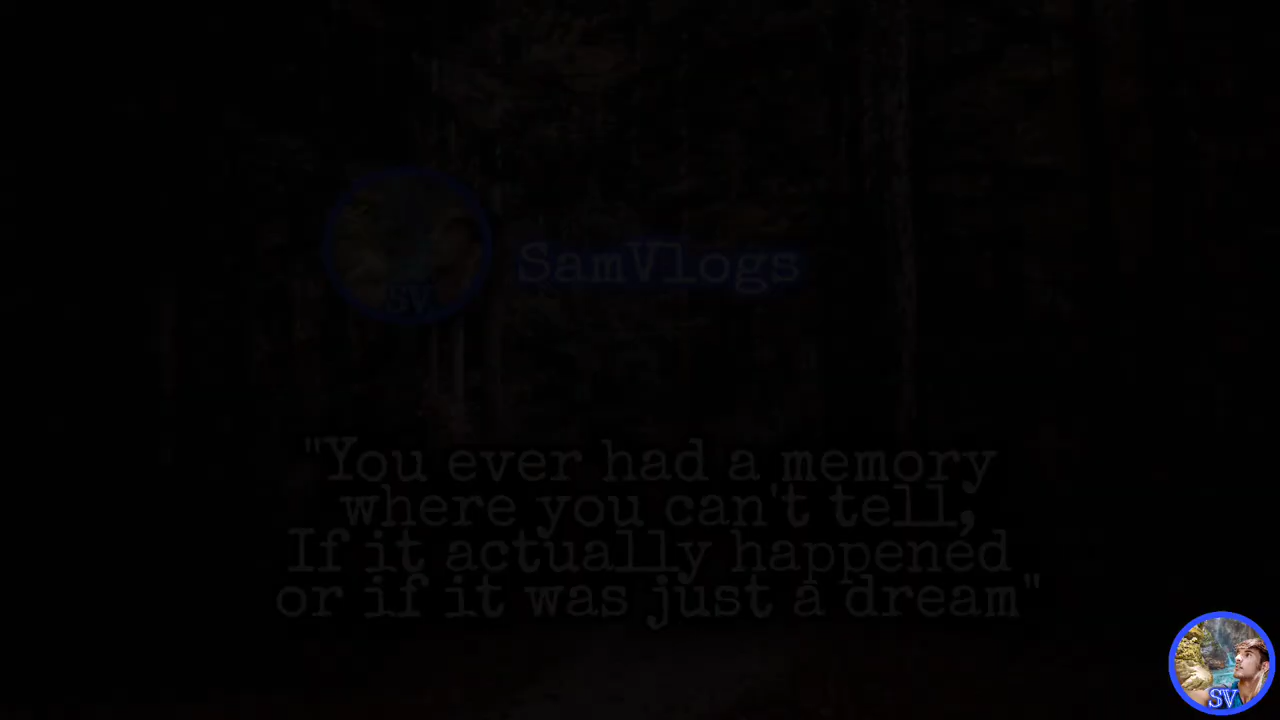 SV
SamVlogs
"You ever had a memory
where you can't tell,
If it actually happened
or if it was just a dream"
SV